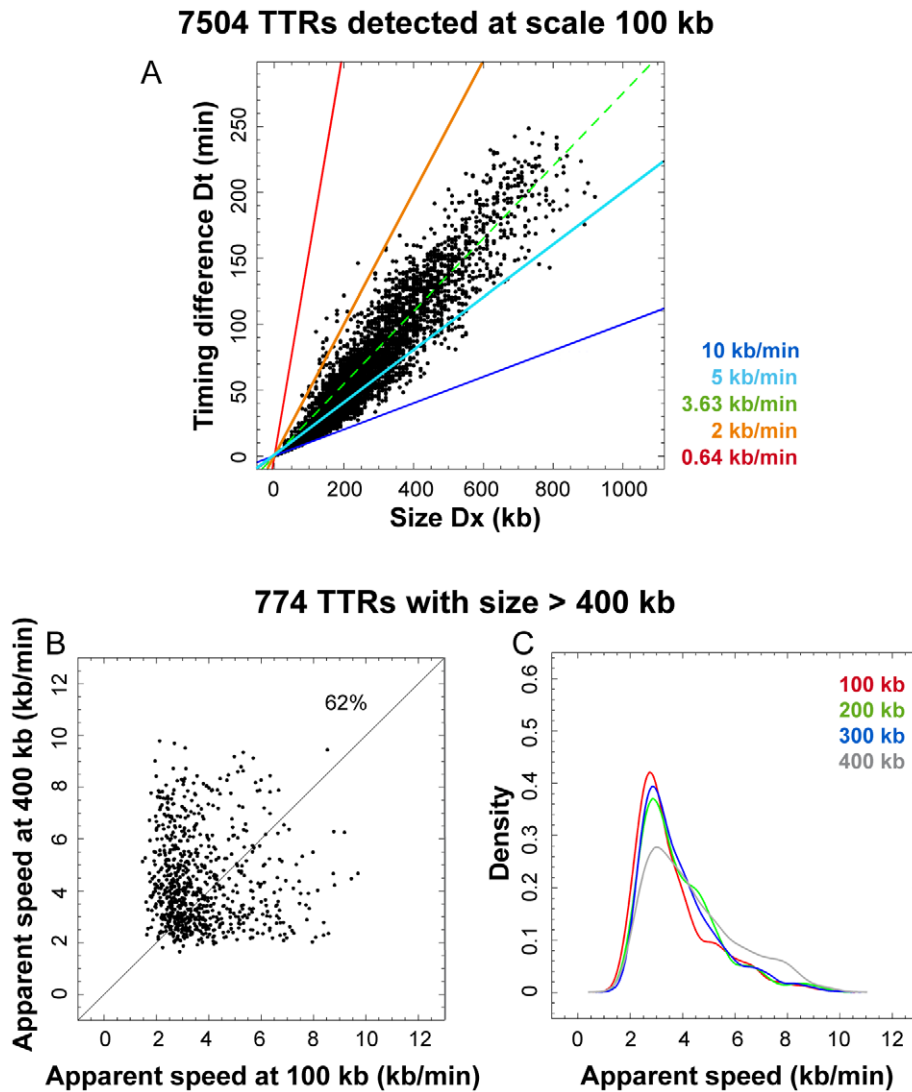 7504 TTRs detected at scale 100 kb
A
Timing difference Dt (min)
250
200
150
100
50
0
0 200 400 600 800 1000
Size Dx (kb)
10 kb/min
5 kb/min
3.63 kb/min
2 kb/min
0.64 kb/min
774 TTRs with size > 400 kb
B
Apparent speed at 400 kb (kb/min)
62%
12
10
8
6
4
2
0
0 2 4 6 8 10 12
Apparent speed at 100 kb (kb/min)
C
Density
100 kb
200 kb
300 kb
400 kb
0.6
0.5
0.4
0.3
0.2
0.1
0
0 2 4 6 8 10 12
Apparent speed (kb/min)